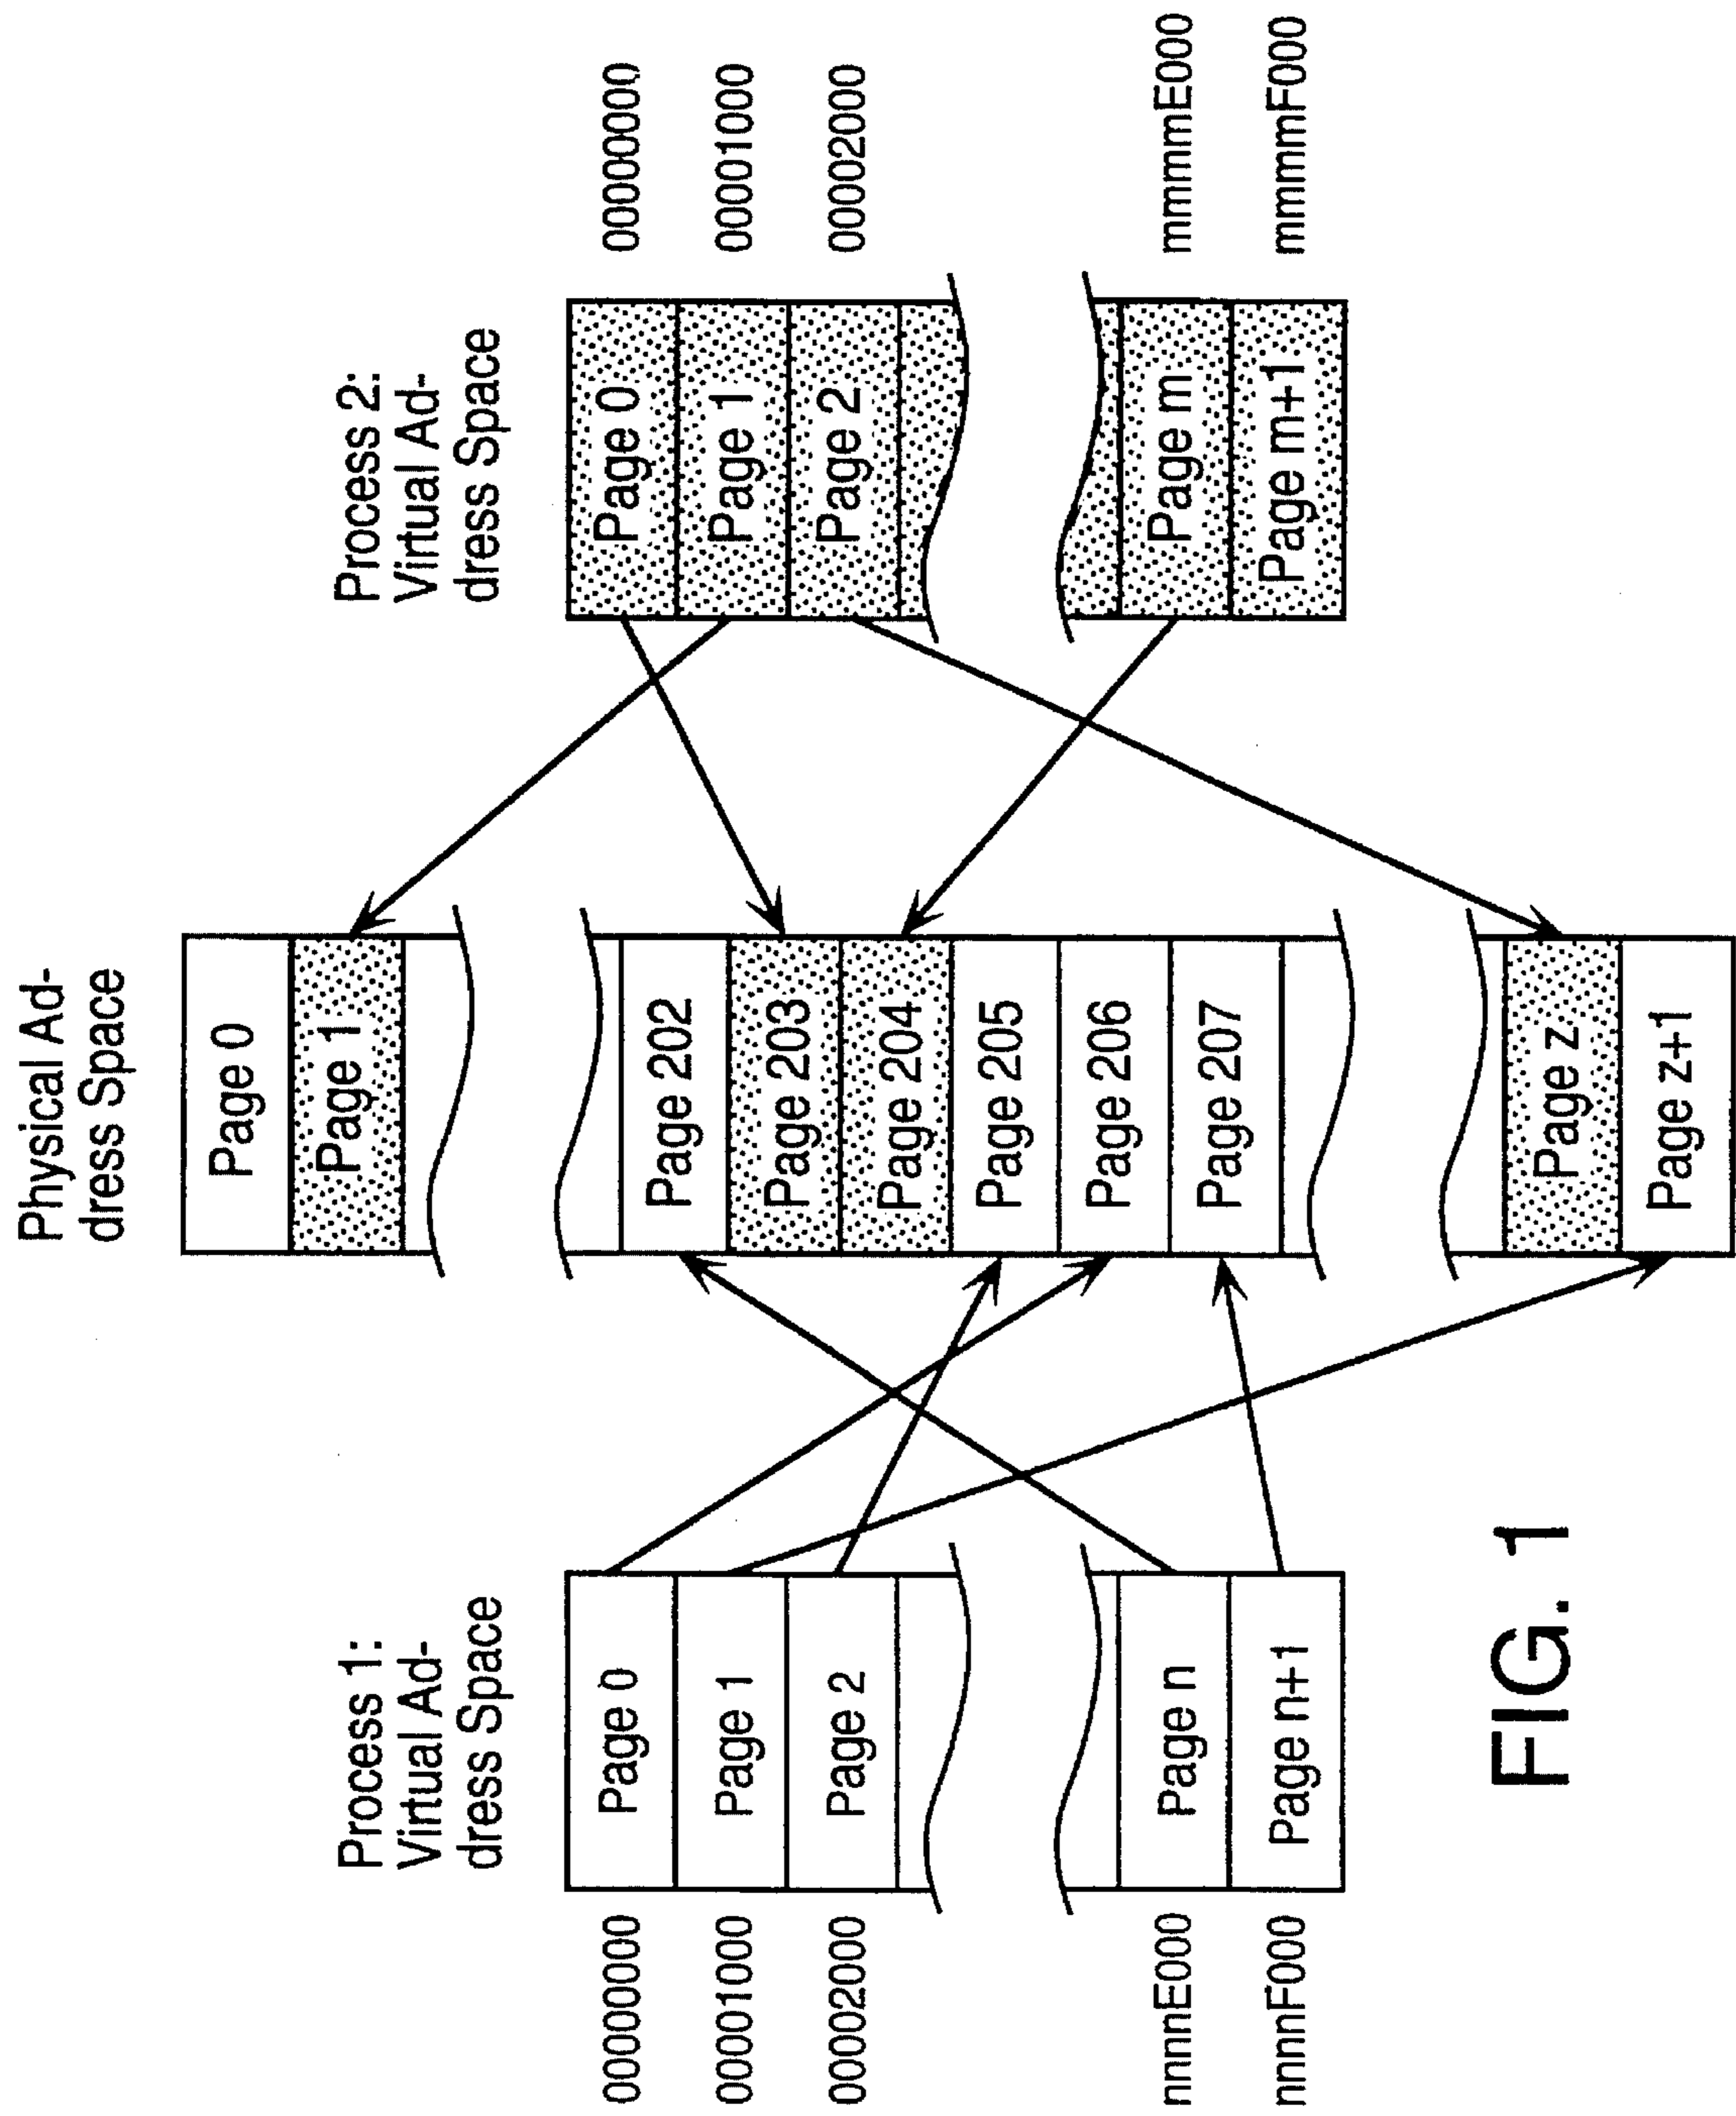 Process 1:
Virtual Ad-
dress Space
00000000
Page 0
00001000
Page 1
00002000
Page 2
nnnnE000
Page n
nnnnF000
Page n+1
Physical Ad-
dress Space
Page 0
Page 1
Page 202
Page 203
Page 204
Page 205
Page 206
Page 207
Page z
Page z+1
Process 2:
Virtual Ad-
dress Space
Page 0
00000000
Page 1
00001000
Page 2
00002000
Page m
mmmmE000
Page m+1
mmmmF000
FIG. 1